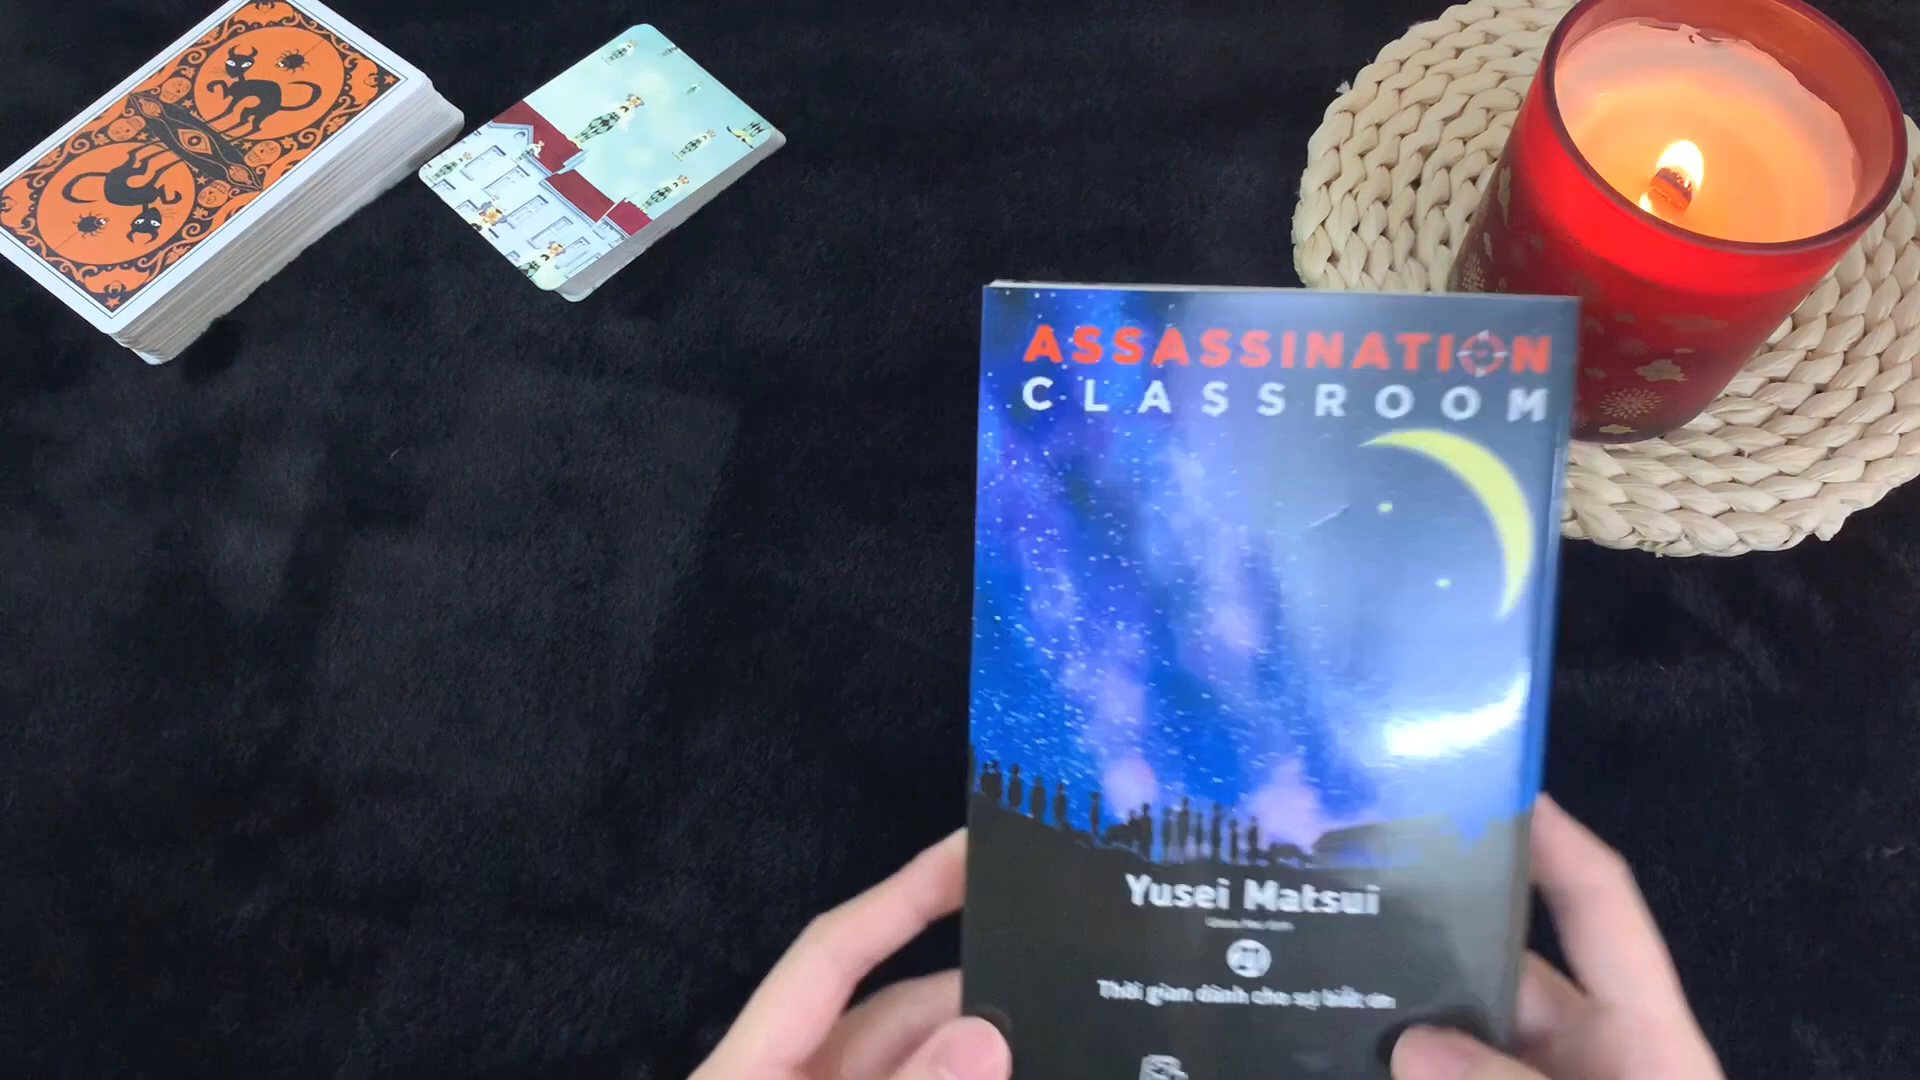 ASSASSINATION
CLASSROOM
Yusei Matsui
Thời gian dành cho sự biết ơn